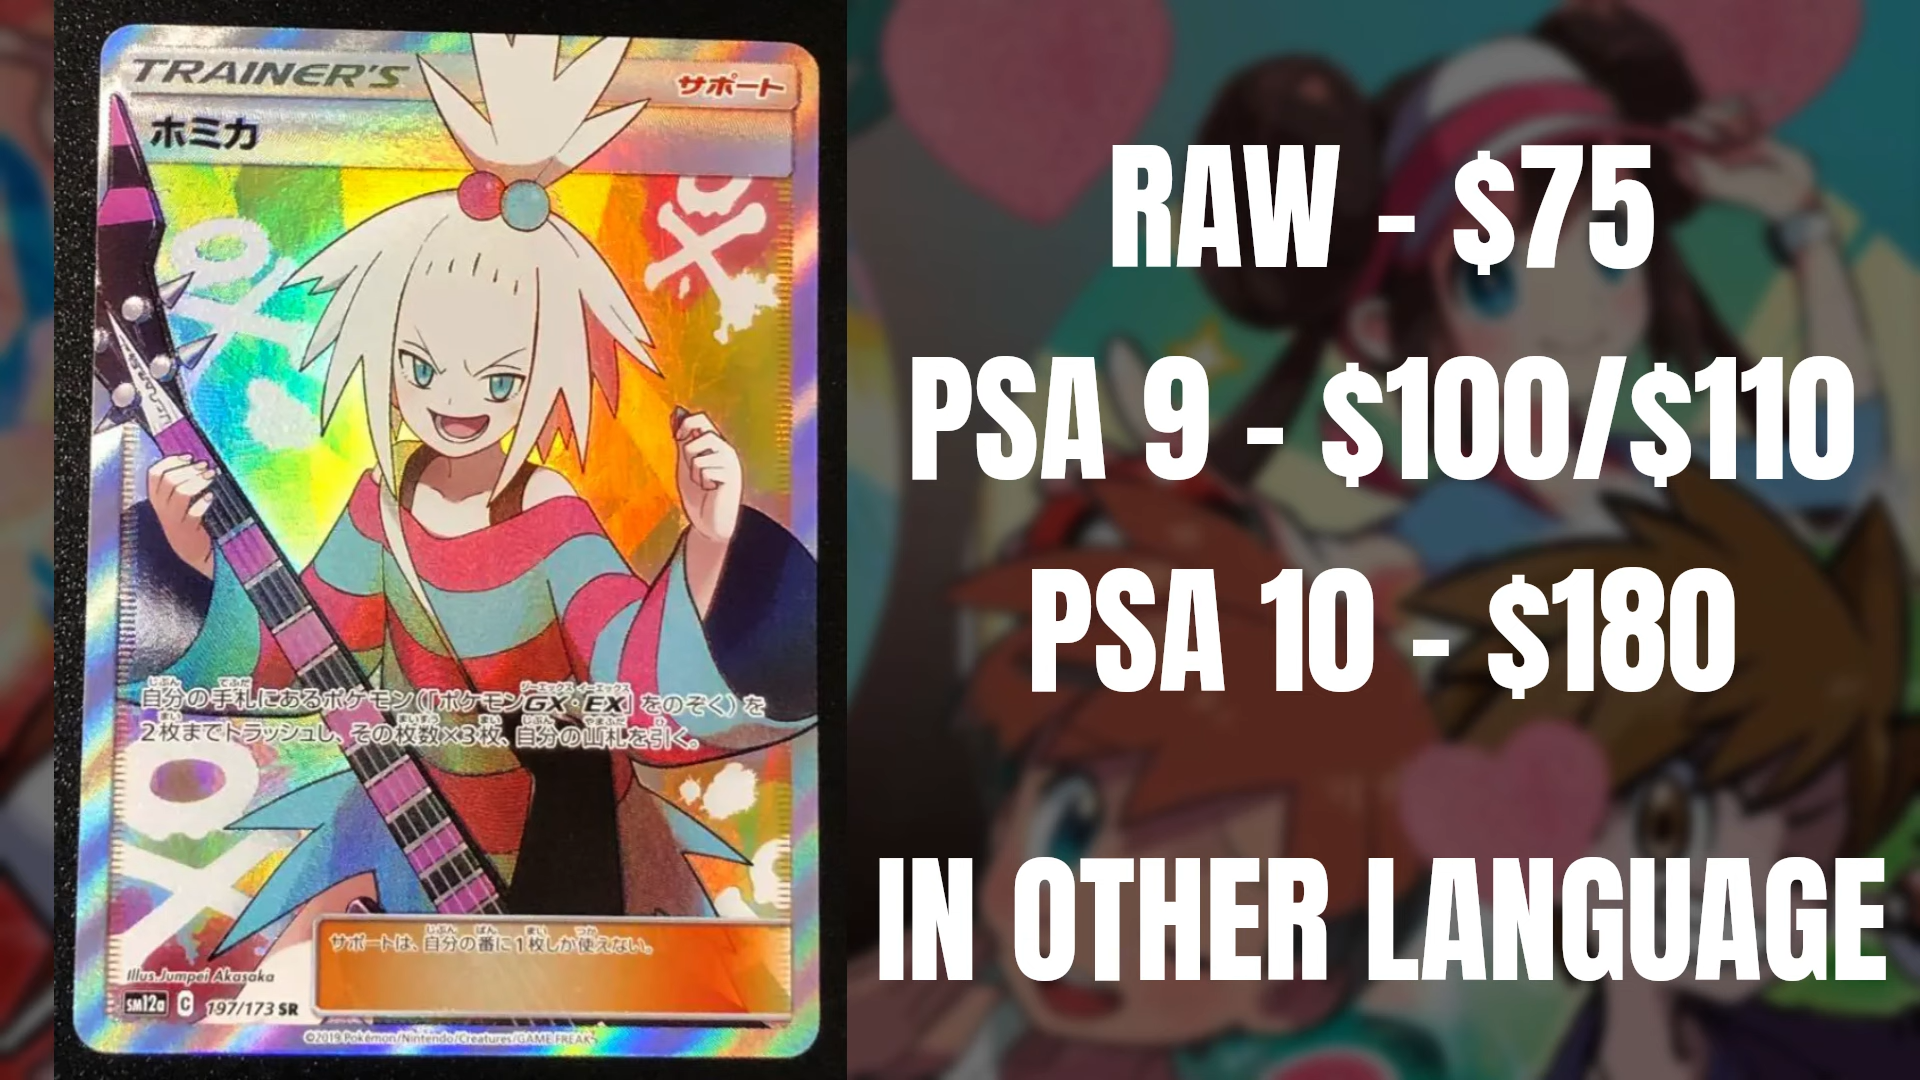 TRAINER'S
サポート
ホミカ
自分の手札にあるポケモン(「ポケモンGX・EX」をのぞく)を
2枚までトラッシュし、その枚数×3枚、自分の山札を引く。
サポートは、自分の番に1枚しか使えない。
Illus. Jumpei Akasaka
SM12a C 197/173 SR
©2019 Pokémon/Nintendo/Creatures/GAME FREAK
RAW - $75
PSA 9 - $100/$110
PSA 10 - $180
IN OTHER LANGUAGE